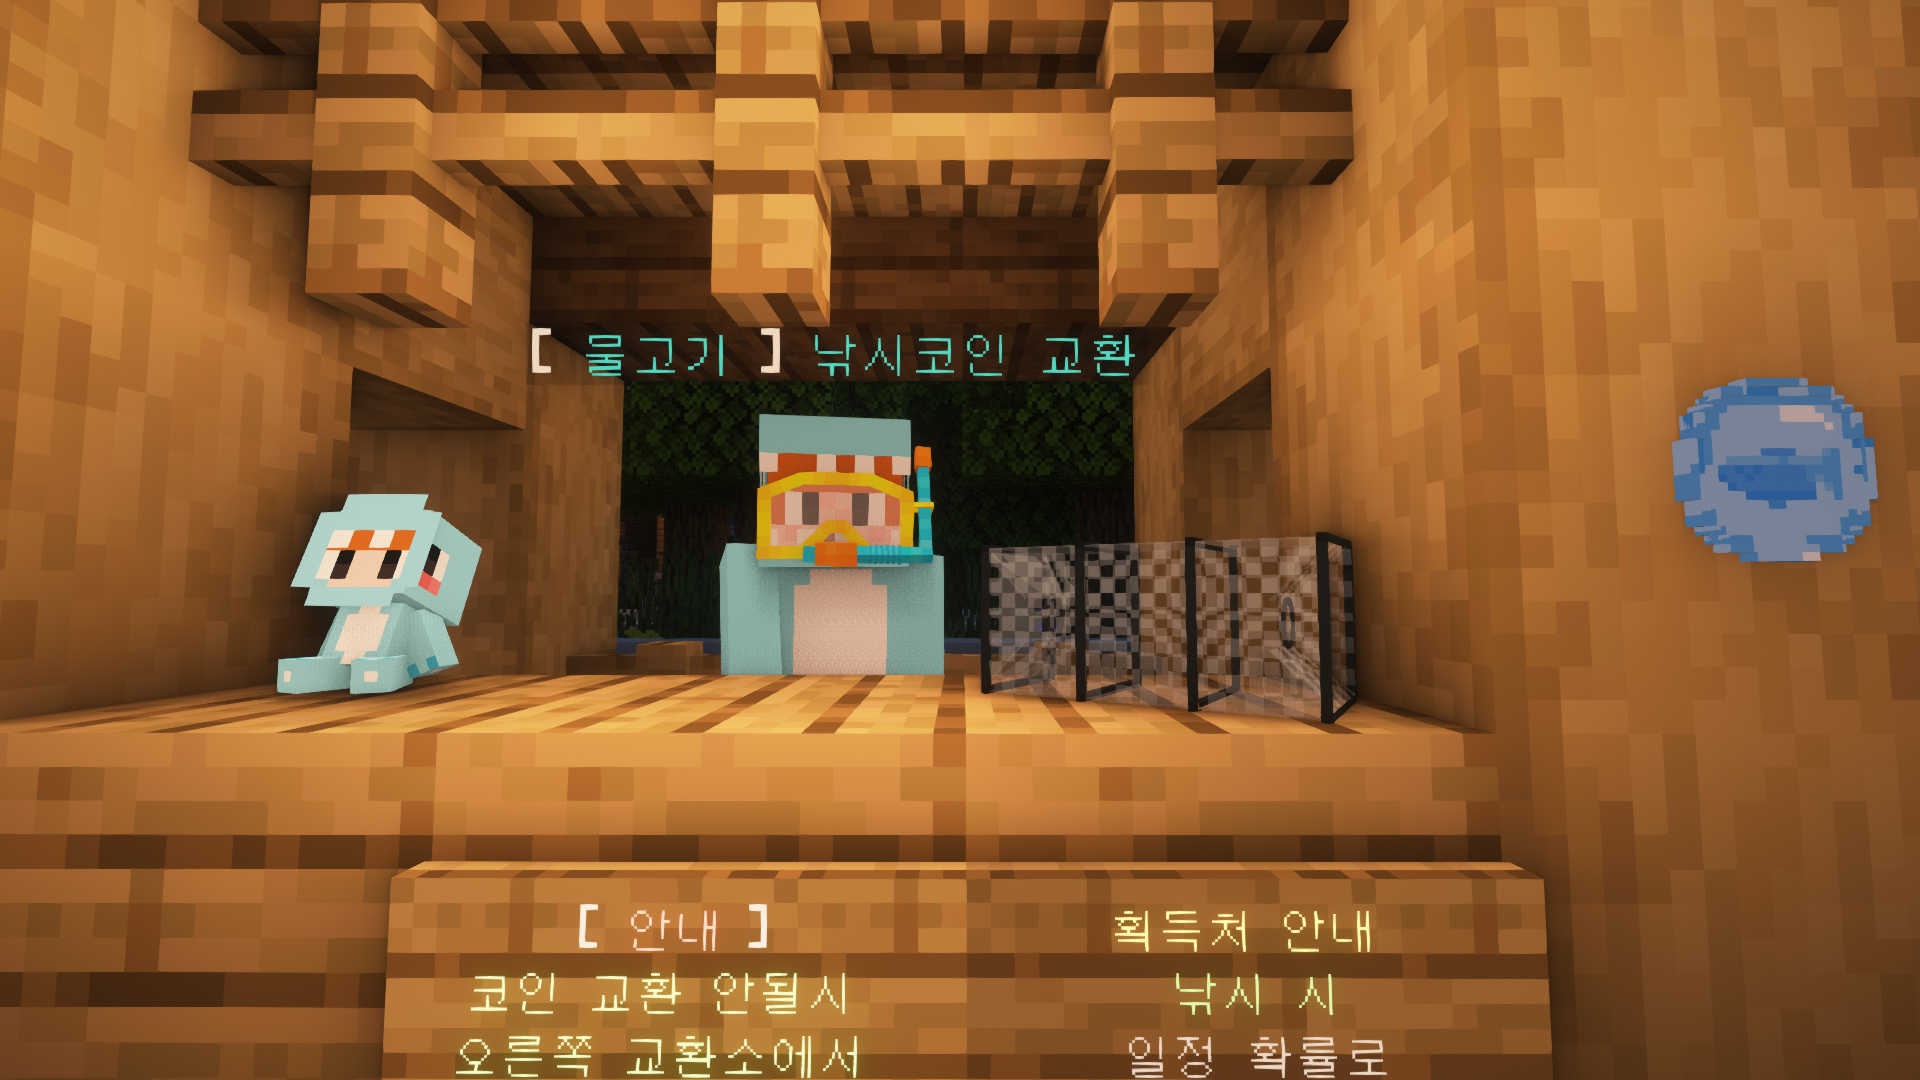 [ 물고기 ] 낚시코인 교환
[ 안내 ]
코인 교환 안될시
오른쪽 교환소에서
획득처 안내
낚시 시
일정 확률로